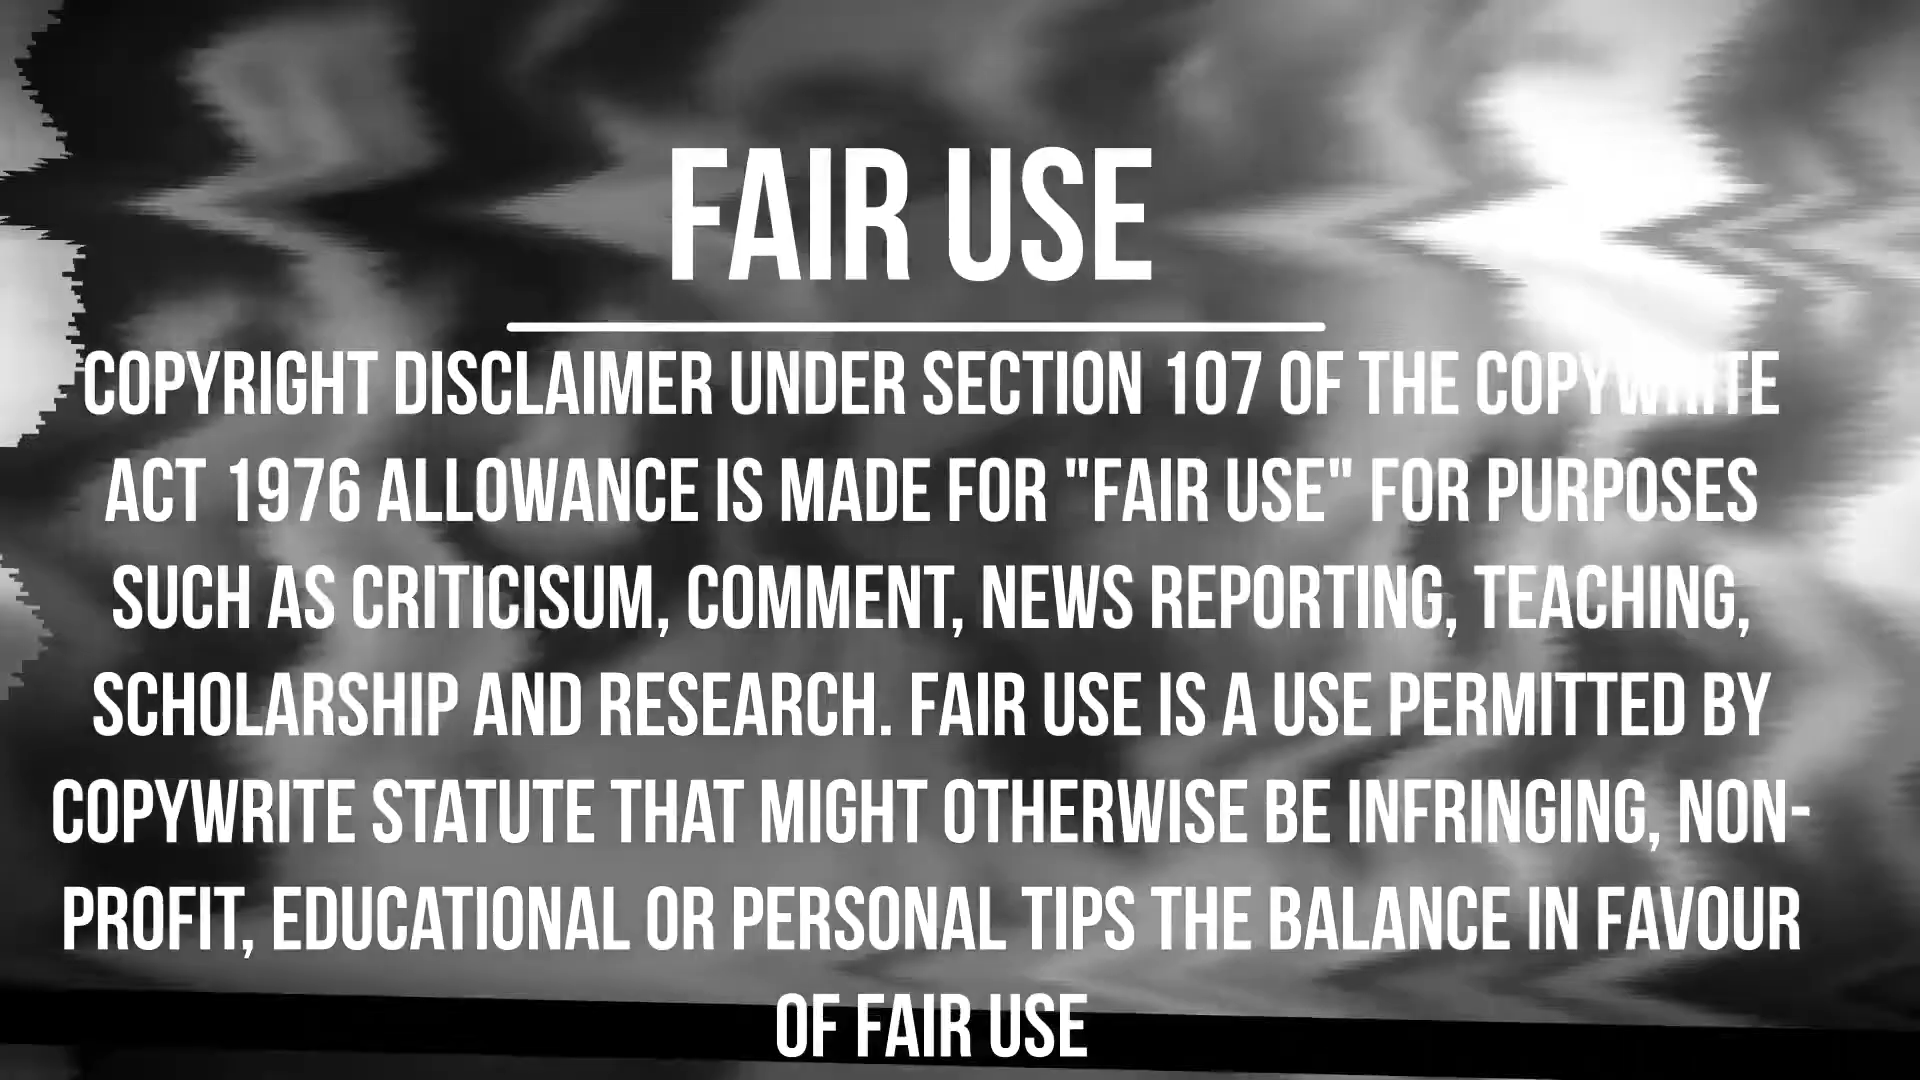 FAIR USE
COPYRIGHT DISCLAIMER UNDER SECTION 107 OF THE COPYWRITE
ACT 1976 ALLOWANCE IS MADE FOR "FAIR USE" FOR PURPOSES
SUCH AS CRITICISUM, COMMENT, NEWS REPORTING, TEACHING,
SCHOLARSHIP AND RESEARCH. FAIR USE IS A USE PERMITTED BY
COPYWRITE STATUTE THAT MIGHT OTHERWISE BE INFRINGING, NON-
PROFIT, EDUCATIONAL OR PERSONAL TIPS THE BALANCE IN FAVOUR
OF FAIR USE